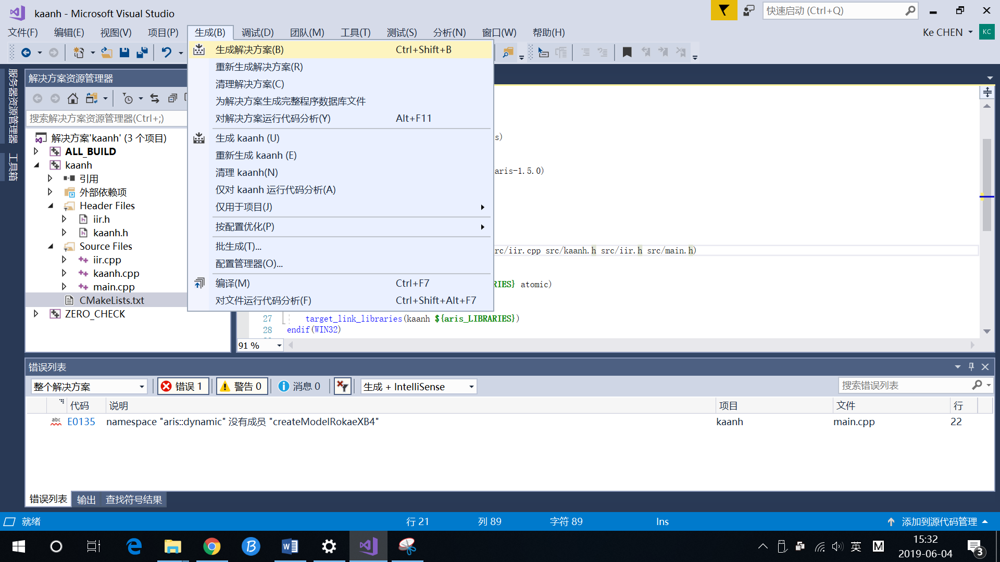 kaanh - Microsoft Visual Studio
快速启动 (Ctrl+Q)
文件(F) 编辑(E) 视图(V) 项目(P) 生成(B) 调试(D) 团队(M) 工具(T) 测试(S) 分析(N) 窗口(W) 帮助(H)
Ke CHEN
KC
生成解决方案(B) Ctrl+Shift+B
重新生成解决方案(R)
清理解决方案(C)
为解决方案生成完整程序数据库文件
对解决方案运行代码分析(Y) Alt+F11
生成 kaanh (U)
重新生成 kaanh (E)
清理 kaanh(N)
仅对 kaanh 运行代码分析(A)
仅用于项目(J)
按配置优化(P)
批生成(T)...
配置管理器(O)...
编译(M) Ctrl+F7
对文件运行代码分析(F) Ctrl+Shift+Alt+F7
服务器资源管理器
工具箱
解决方案资源管理器
搜索解决方案资源管理器(Ctrl+;)
解决方案'kaanh' (3 个项目)
ALL_BUILD
kaanh
引用
外部依赖项
Header Files
iir.h
kaanh.h
Source Files
iir.cpp
kaanh.cpp
main.cpp
CMakeLists.txt
ZERO_CHECK
s)
aris-1.5.0)
rc/iir.cpp src/kaanh.h src/iir.h src/main.h)
RIES} atomic)
27 target_link_libraries(kaanh ${aris_LIBRARIES})
28 endif(WIN32)
91 %
错误列表
整个解决方案
错误 1
警告 0
消息 0
生成 + IntelliSense
搜索错误列表
代码 说明 项目 文件 行
abc E0135 namespace "aris::dynamic" 没有成员 "createModelRokaeXB4" kaanh main.cpp 22
错误列表 输出 查找符号结果
就绪 行 21 列 89 字符 89 Ins 添加到源代码管理
英
M
15:32
2019-06-04
3